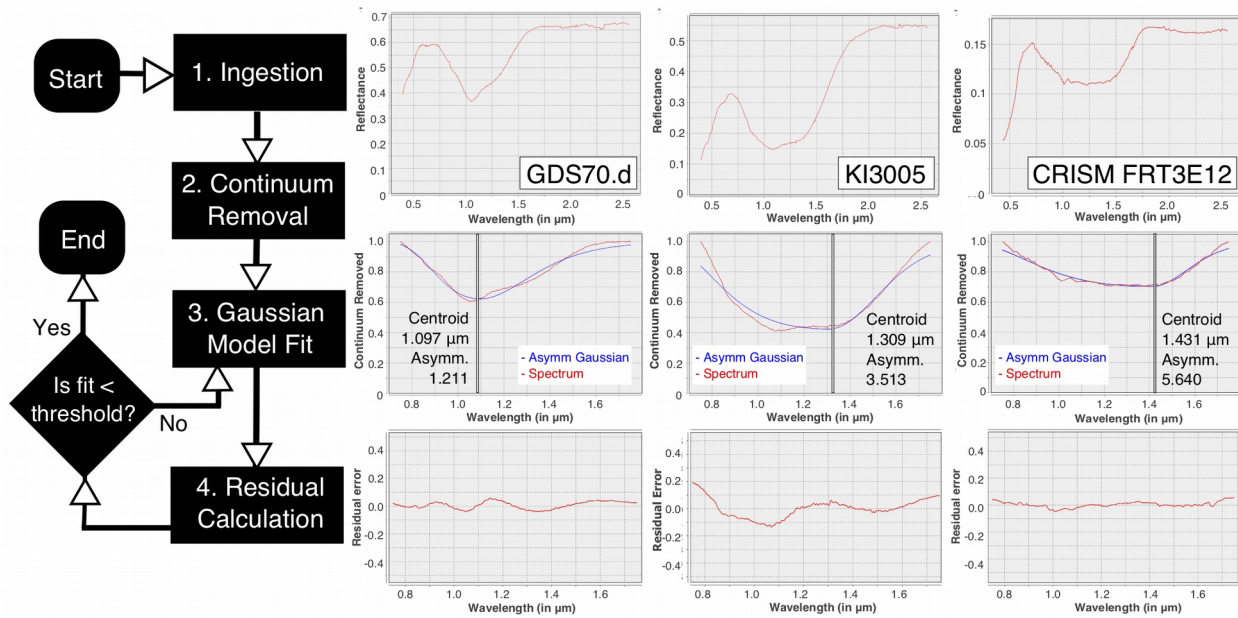 Start
1. Ingestion
2. Continuum
Removal
End
3. Gaussian
Model Fit
Yes
Is fit <
threshold?
No
4. Residual
Calculation
Reflectance
0.7
0.6
0.5
0.4
0.3
0.2
0.1
0
GDS70.d
0.5 1.0 1.5 2.0 2.5
Wavelength (in µm)
Reflectance
0.5
0.4
0.3
0.2
0.1
0
KI3005
0.5 1.0 1.5 2.0 2.5
Wavelength (in µm)
Reflectance
0.15
0.1
0.05
0
CRISM FRT3E12
0.5 1.0 1.5 2.0 2.5
Wavelength (in µm)
Continuum Removed
1.0
0.8
0.6
0.4
0.2
0
Centroid
1.097 µm
Asymm.
1.211
- Asymm Gaussian
- Spectrum
0.8 1.0 1.2 1.4 1.6
Wavelength (in µm)
Continuum Removed
1.0
0.8
0.6
0.4
0.2
0
Centroid
1.309 µm
Asymm.
3.513
- Asymm Gaussian
- Spectrum
0.8 1.0 1.2 1.4 1.6
Wavelength (in µm)
Continuum Removed
1.0
0.8
0.6
0.4
0.2
0
Centroid
1.431 µm
Asymm.
5.640
- Asymm Gaussian
- Spectrum
0.8 1.0 1.2 1.4 1.6
Wavelength (in µm)
Residual error
0.4
0.2
0.0
-0.2
-0.4
0.8 1.0 1.2 1.4 1.6
Wavelength (in µm)
Residual Error
0.4
0.2
0.0
-0.2
-0.4
0.8 1.0 1.2 1.4 1.6
Wavelength (in µm)
Residual error
0.4
0.2
0.0
-0.2
-0.4
0.8 1.0 1.2 1.4 1.6
Wavelength (in µm)